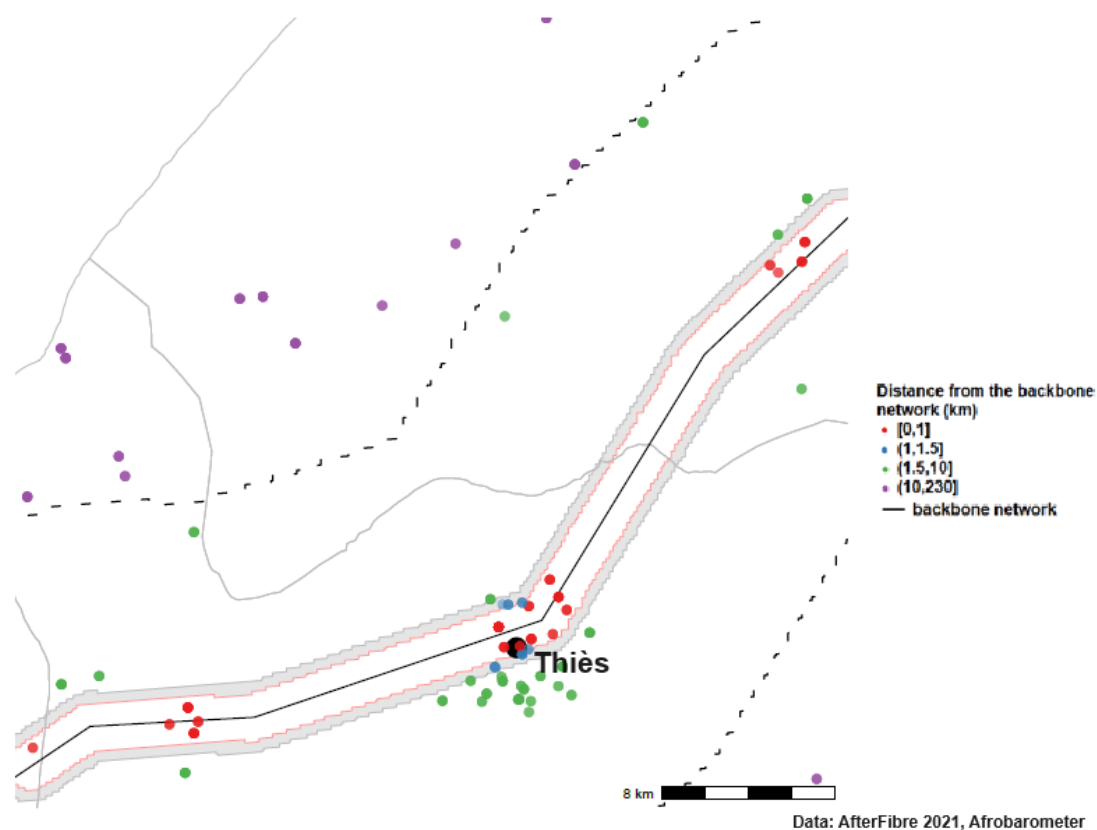 Distance from the backbone
network (km)
[0,1]
(1,1.5]
(1.5,10]
(10,230]
backbone network
Thiès
8 km
Data: AfterFibre 2021, Afrobarometer